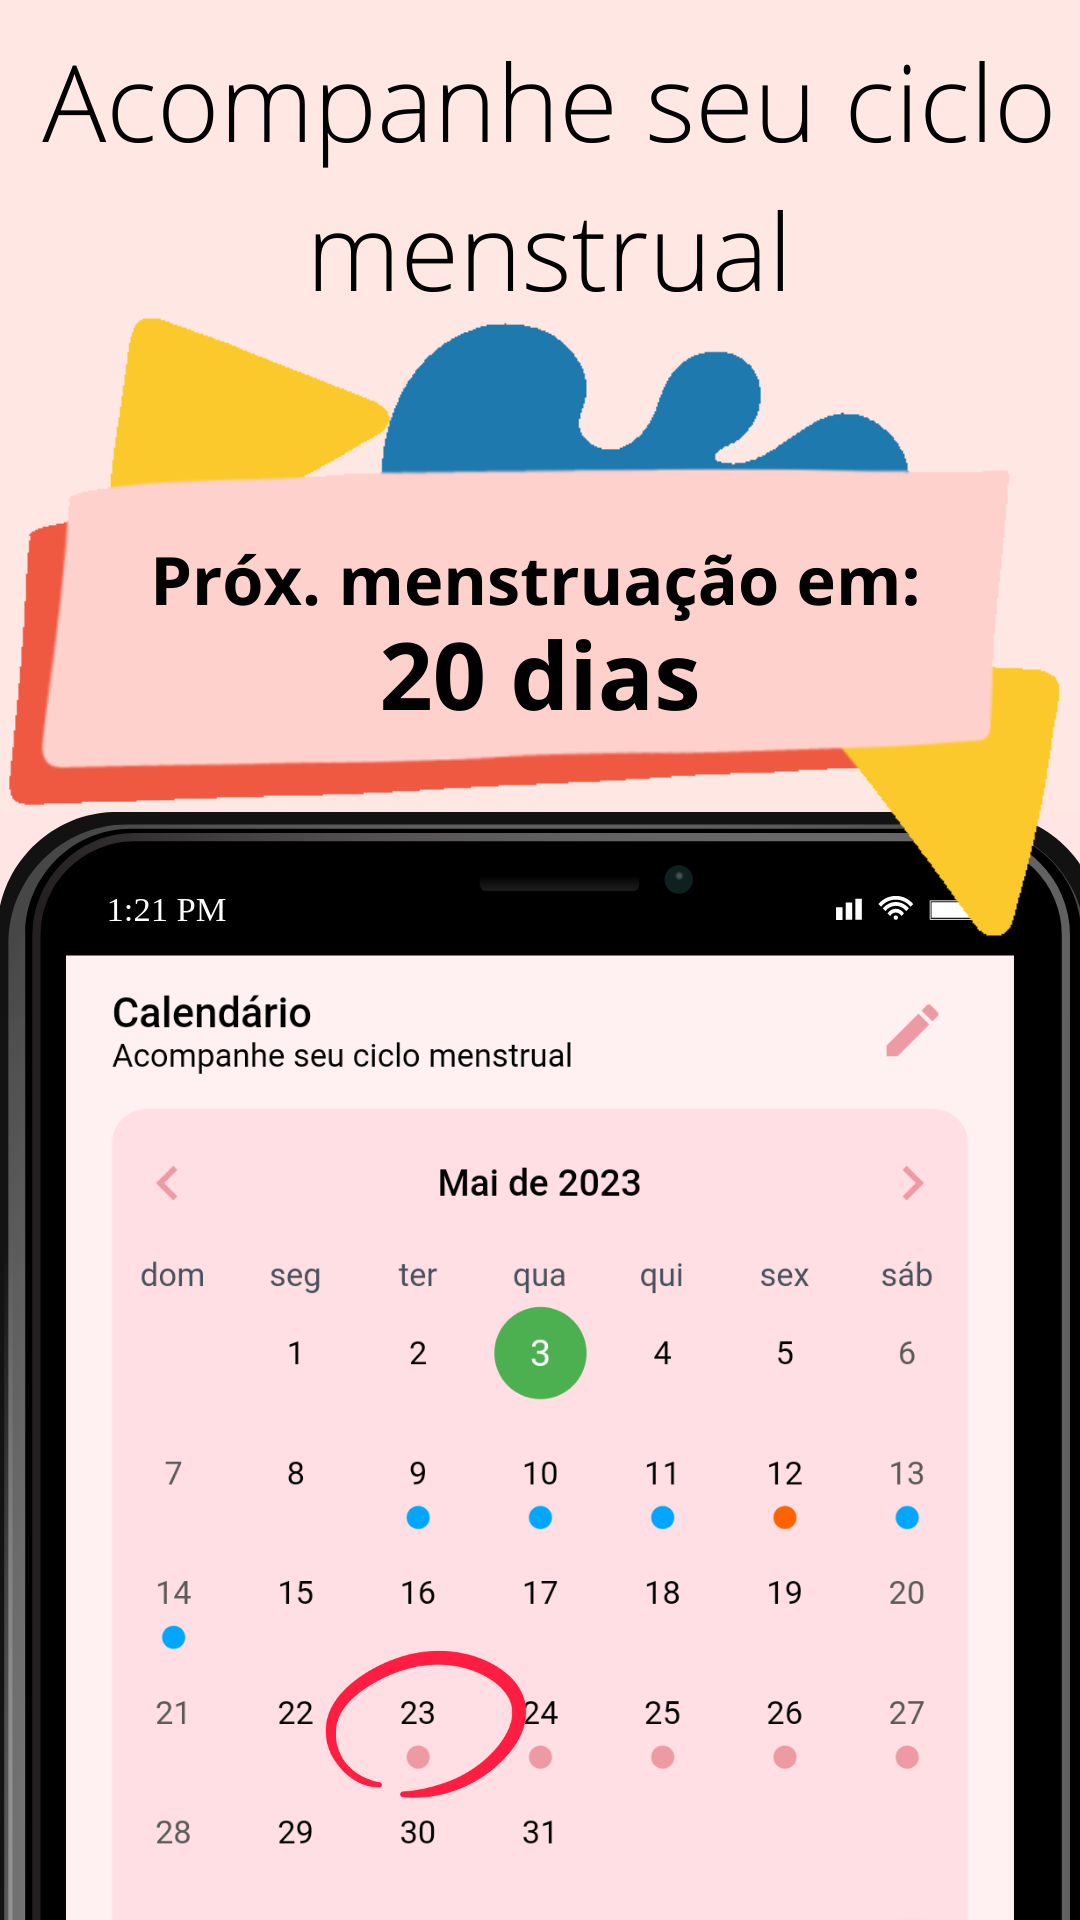 Acompanhe seu ciclo
menstrual
Próx. menstruação em:
20 dias
1:21 PM
Calendário
Acompanhe seu ciclo menstrual
Mai de 2023
dom seg ter qua qui sex sáb
1 2 3 4 5 6
7 8 9 10 11 12 13
14 15 16 17 18 19 20
21 22 23 24 25 26 27
28 29 30 31